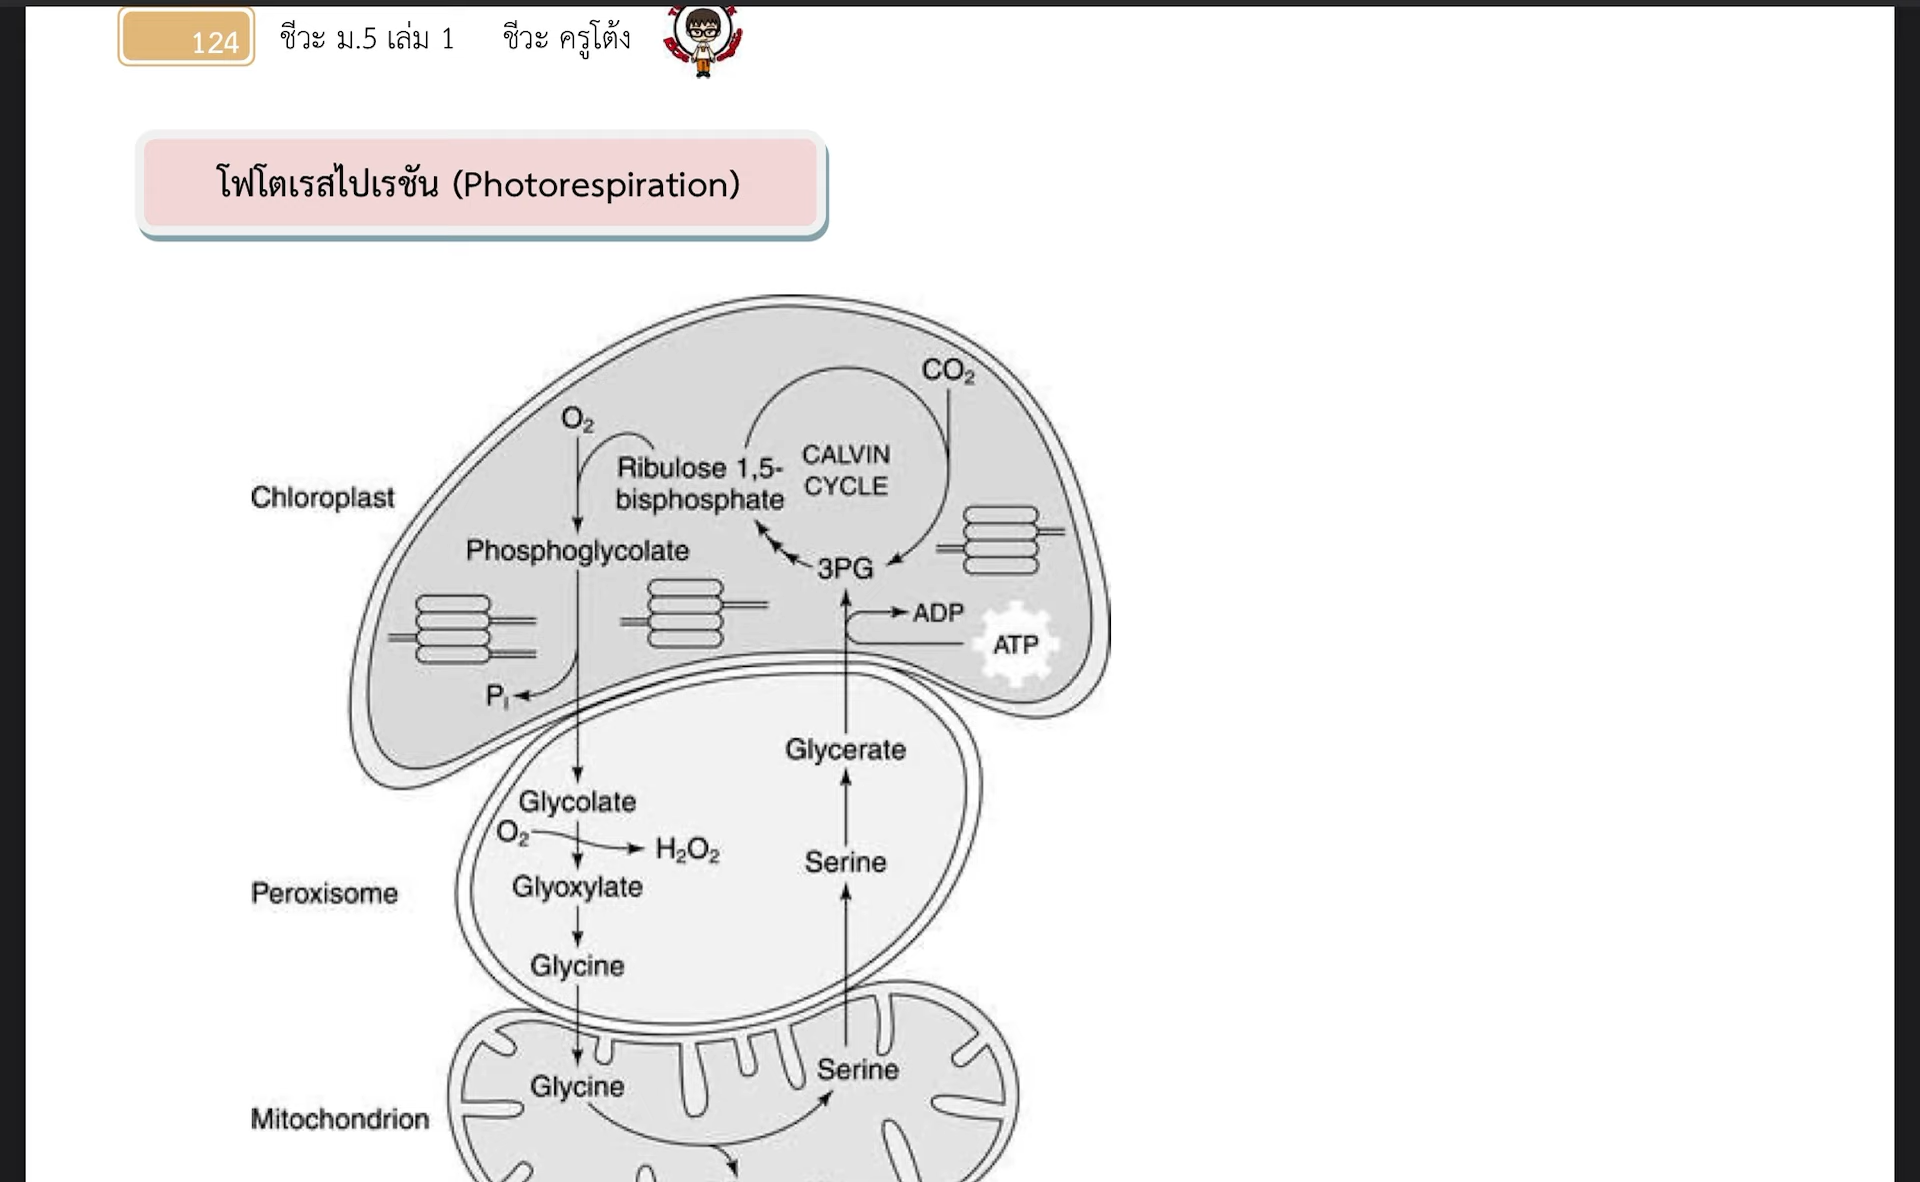 124
ชีวะ ม.5 เล่ม 1 ชีวะ ครูโต้ง
โฟโตเรสไปเรชัน (Photorespiration)
CO₂
O₂
Ribulose 1,5-
bisphosphate
CALVIN
CYCLE
Chloroplast
Phosphoglycolate
3PG
ADP
ATP
Pi
Glycerate
Glycolate
O₂
H₂O₂
Serine
Glyoxylate
Peroxisome
Glycine
Serine
Glycine
Mitochondrion